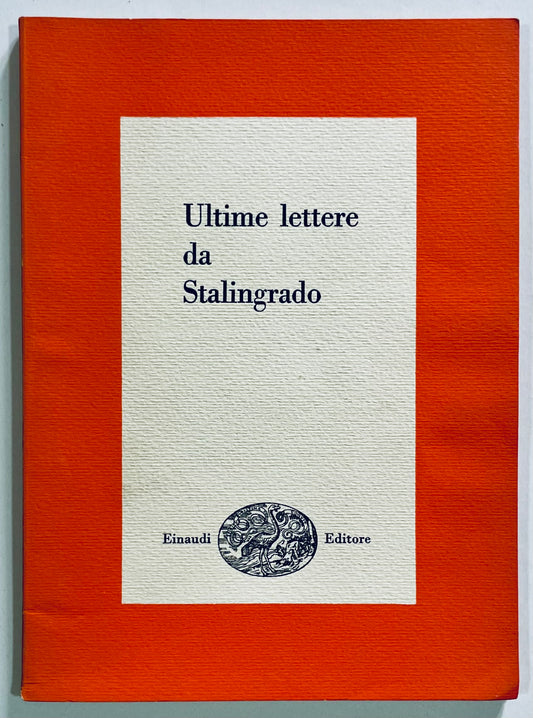 Ultime lettere
da
Stalingrado
Einaudi Editore